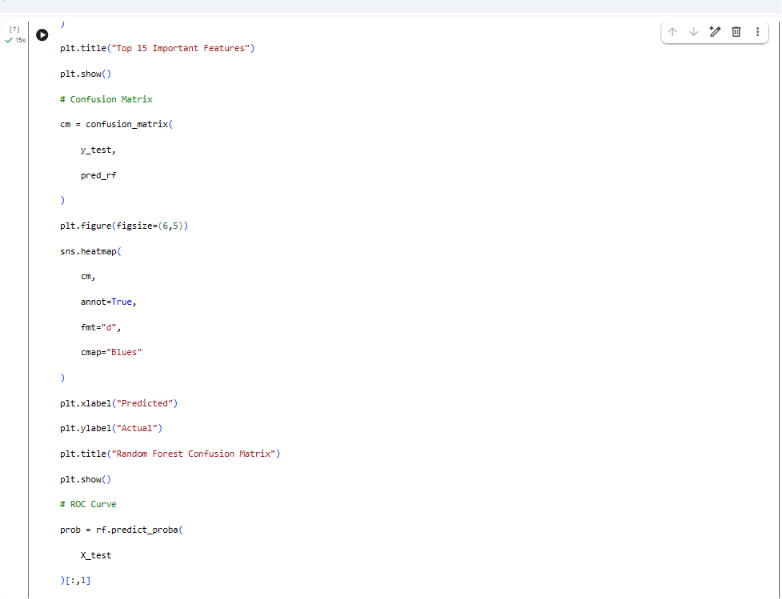 [7]
15s
)
plt.title("Top 15 Important Features")
plt.show()
# Confusion Matrix
cm = confusion_matrix(
    y_test,
    pred_rf
)
plt.figure(figsize=(6,5))
sns.heatmap(
    cm,
    annot=True,
    fmt="d",
    cmap="Blues"
)
plt.xlabel("Predicted")
plt.ylabel("Actual")
plt.title("Random Forest Confusion Matrix")
plt.show()
# ROC Curve
prob = rf.predict_proba(
    X_test
)[:,1]